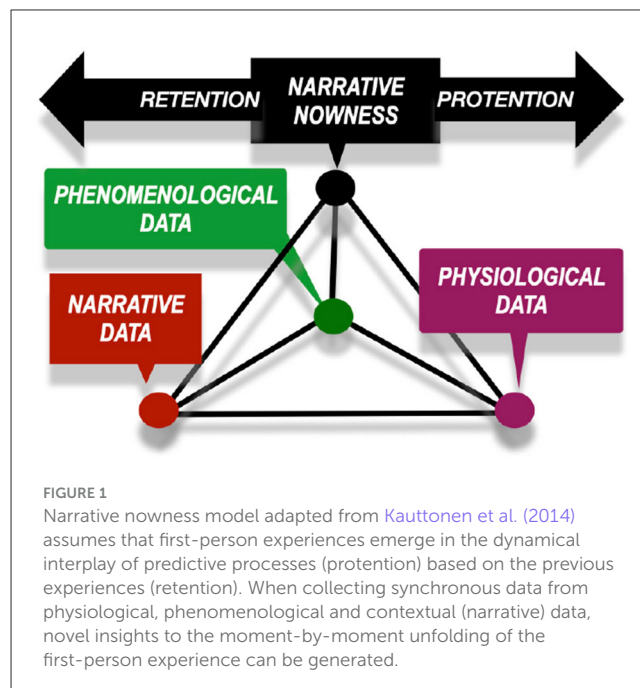 RETENTION
NARRATIVE
NOWNESS
PROTENTION
PHENOMENOLOGICAL
DATA
NARRATIVE
DATA
PHYSIOLOGICAL
DATA
FIGURE 1
Narrative nowness model adapted from Kauttonen et al. (2014)
assumes that first-person experiences emerge in the dynamical
interplay of predictive processes (protention) based on the previous
experiences (retention). When collecting synchronous data from
physiological, phenomenological and contextual (narrative) data,
novel insights to the moment-by-moment unfolding of the
first-person experience can be generated.